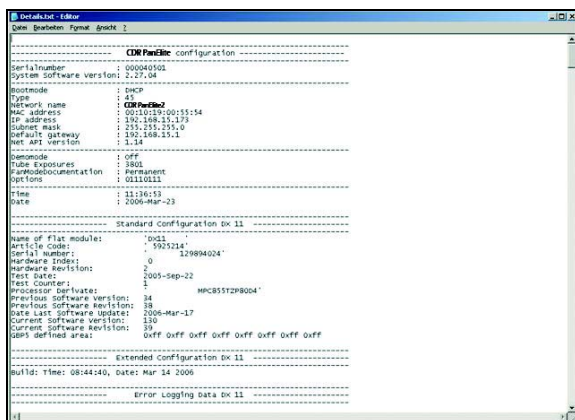 Details.txt - Editor
Datei Bearbeiten Format Ansicht ?
CDR PanElite configuration
Serialnumber : 000040501
System Software Version: 2.27.04
Bootmode : DHCP
Type : 45
Network name : CDR PanElite2
MAC address : 00:10:19:00:55:54
IP address : 192.168.15.173
Subnet mask : 255.255.255.0
Default gateway : 192.168.15.1
Net API version : 1.14
Demomode : Off
Tube Exposures : 3801
FanModeDocumentation : Permanent
Options : 01110111
Time : 11:36:53
Date : 2006-Mar-23
Standard Configuration DX 11
Name of flat module: 'DX11 '
Article Code: ' 5925214'
Serial Number: ' 129894024'
Hardware Index: 0
Hardware Revision: 2
Test Date: 2005-Sep-22
Test Counter: 1
Processor Derivate: ' MPC855T2P80D4'
Previous Software Version: 34
Previous Software Revision: 38
Date Last Software Update: 2006-Mar-17
Current Software Version: 130
Current Software Revision: 39
GBPS defined area: 0xff 0xff 0xff 0xff 0xff 0xff 0xff 0xff
Extended Configuration DX 11
Build: Time: 08:44:40, Date: Mar 14 2006
Error Logging Data DX 11